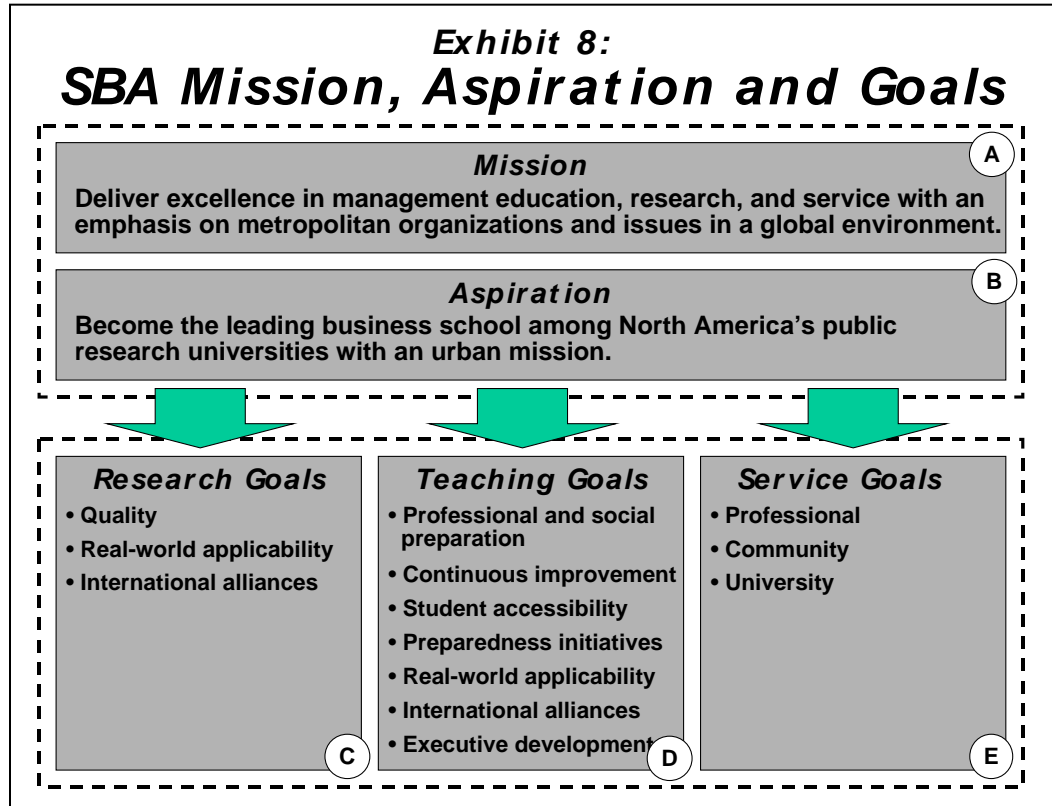 Exhibit 8:
SBA Mission, Aspiration and Goals
A
Mission
Deliver excellence in management education, research, and service with an
emphasis on metropolitan organizations and issues in a global environment.
B
Aspiration
Become the leading business school among North America’s public
research universities with an urban mission.
Research Goals
• Quality
• Real-world applicability
• International alliances
C
Teaching Goals
• Professional and social
preparation
• Continuous improvement
• Student accessibility
• Preparedness initiatives
• Real-world applicability
• International alliances
• Executive development
D
Service Goals
• Professional
• Community
• University
E